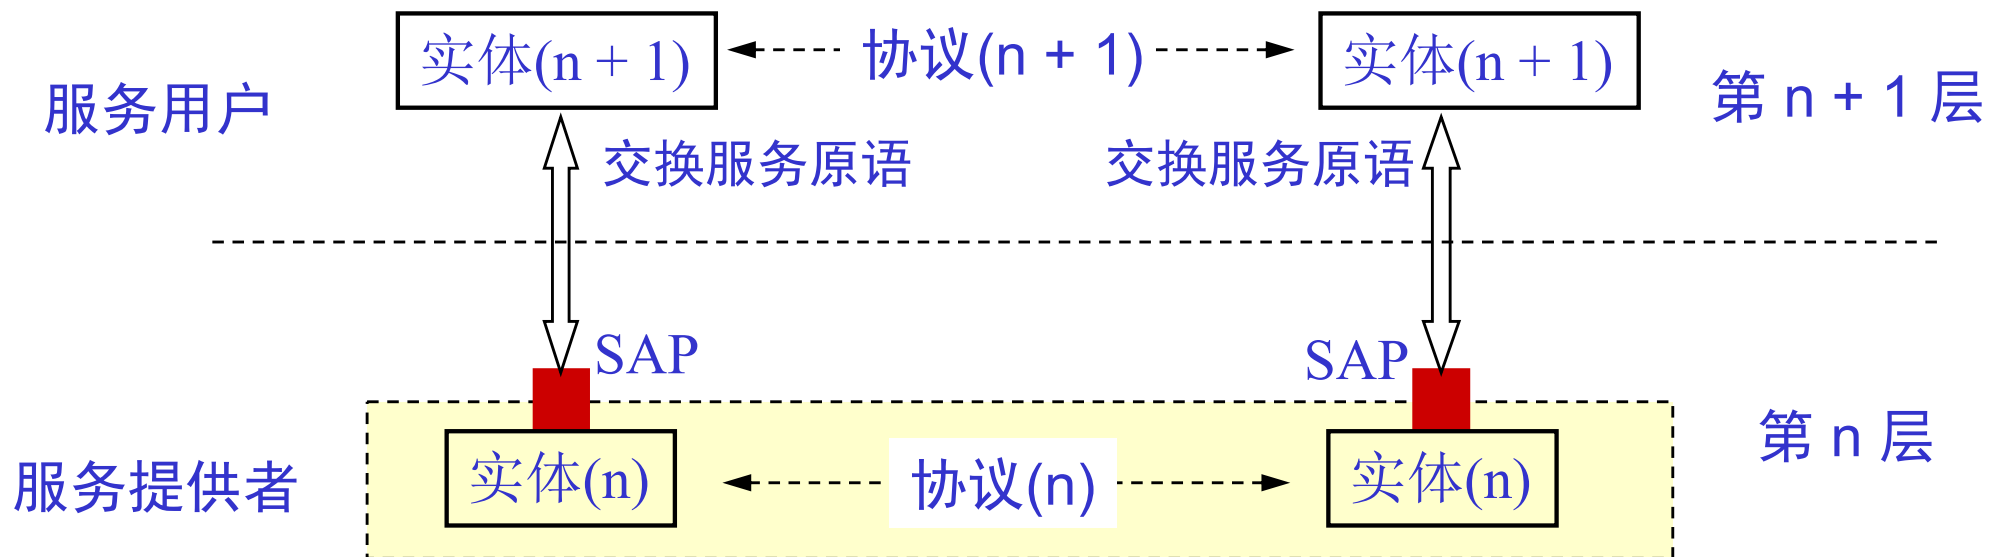 实体(n + 1)
协议(n + 1)
实体(n + 1)
服务用户
第 n + 1 层
交换服务原语
交换服务原语
SAP
SAP
第 n 层
服务提供者
实体(n)
协议(n)
实体(n)